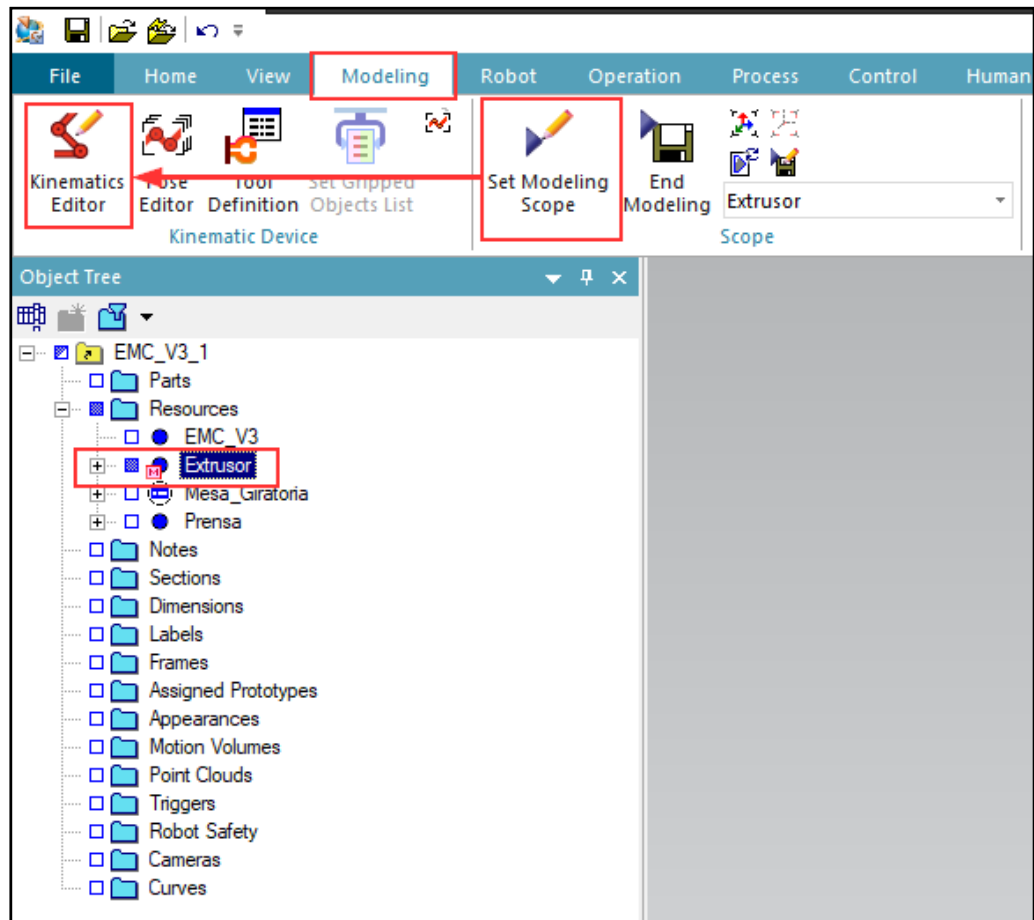 File Home View Modeling Robot Operation Process Control Human
Kinematics Pose Tool Set Gripped Set Modeling End
Editor Editor Definition Objects List Scope Modeling Extrusor
Kinematic Device Scope
Object Tree
EMC_V3_1
Parts
Resources
EMC_V3
M Extrusor
Mesa_Giratoria
Prensa
Notes
Sections
Dimensions
Labels
Frames
Assigned Prototypes
Appearances
Motion Volumes
Point Clouds
Triggers
Robot Safety
Cameras
Curves